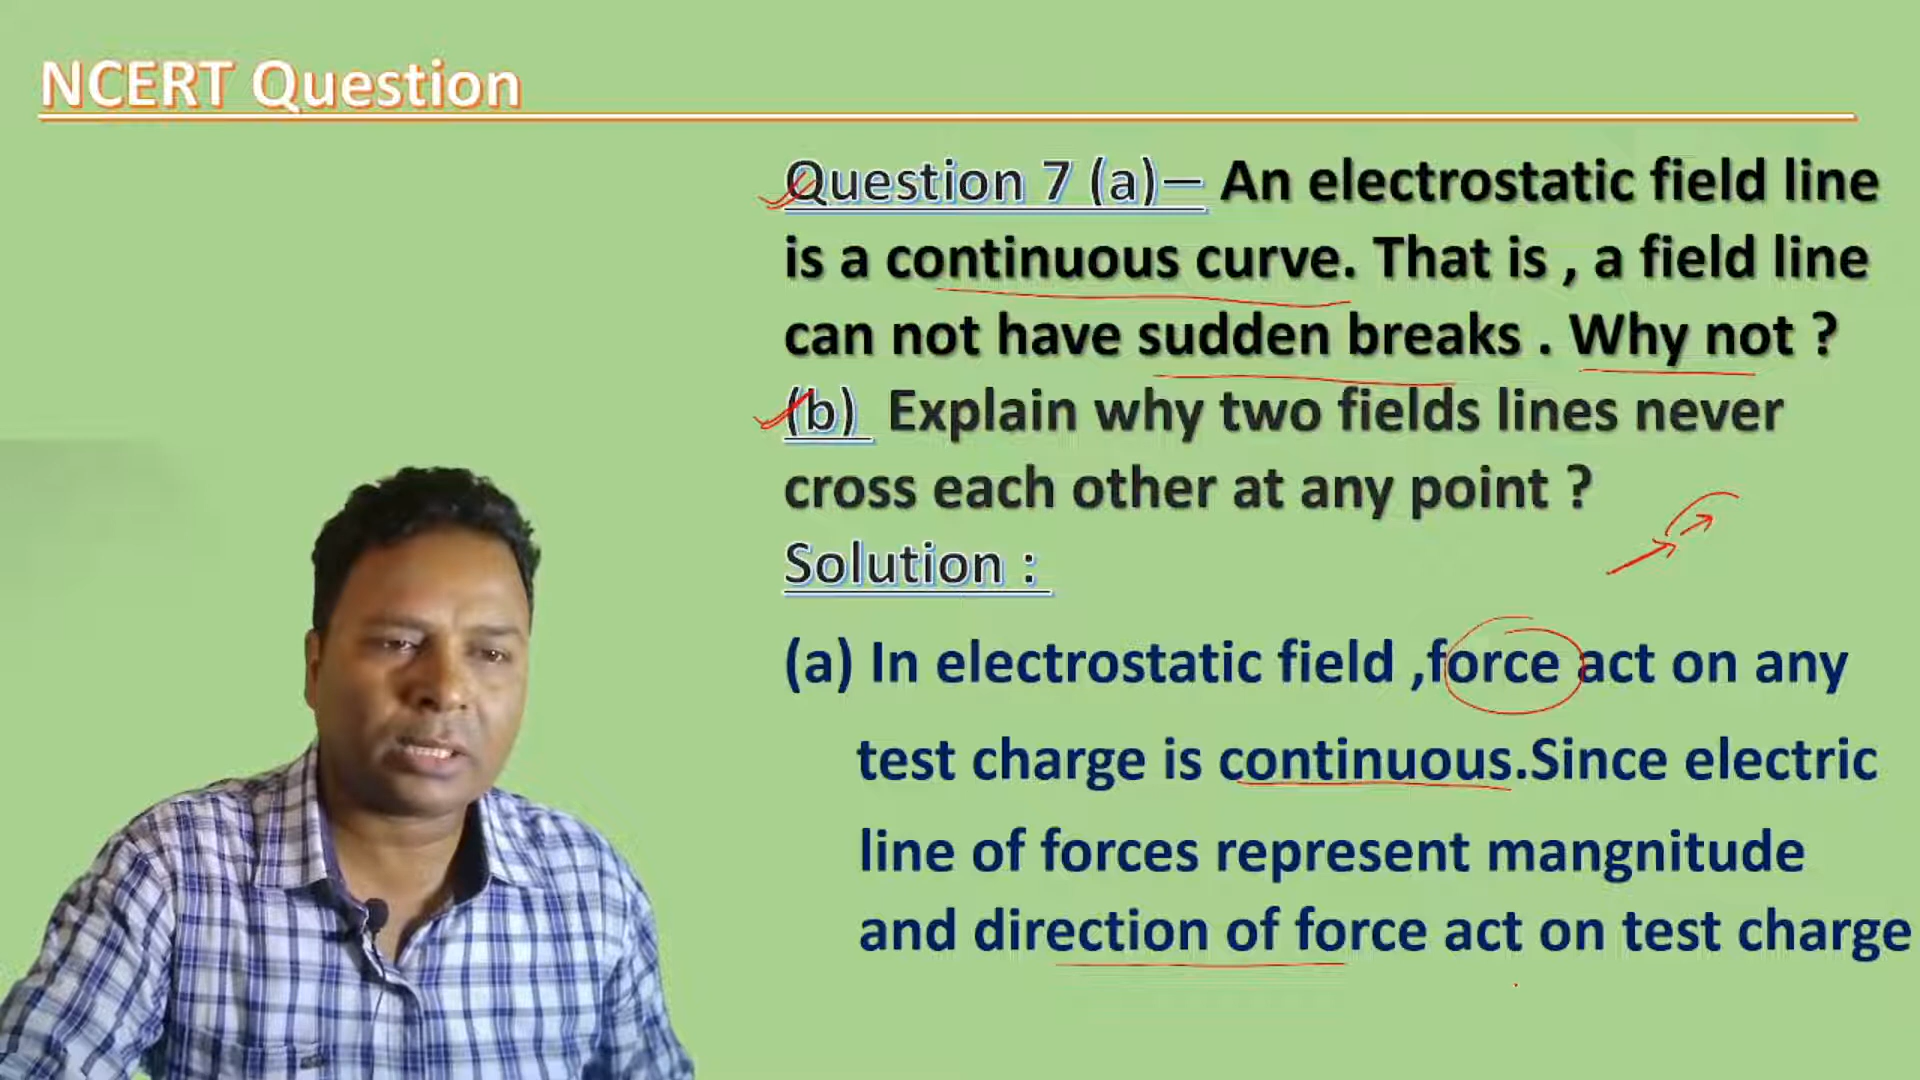 NCERT Question
Question 7 (a)— An electrostatic field line
is a continuous curve. That is , a field line
can not have sudden breaks . Why not ?
(b) Explain why two fields lines never
cross each other at any point ?
Solution :
(a) In electrostatic field ,force act on any
test charge is continuous.Since electric
line of forces represent mangnitude
and direction of force act on test charge